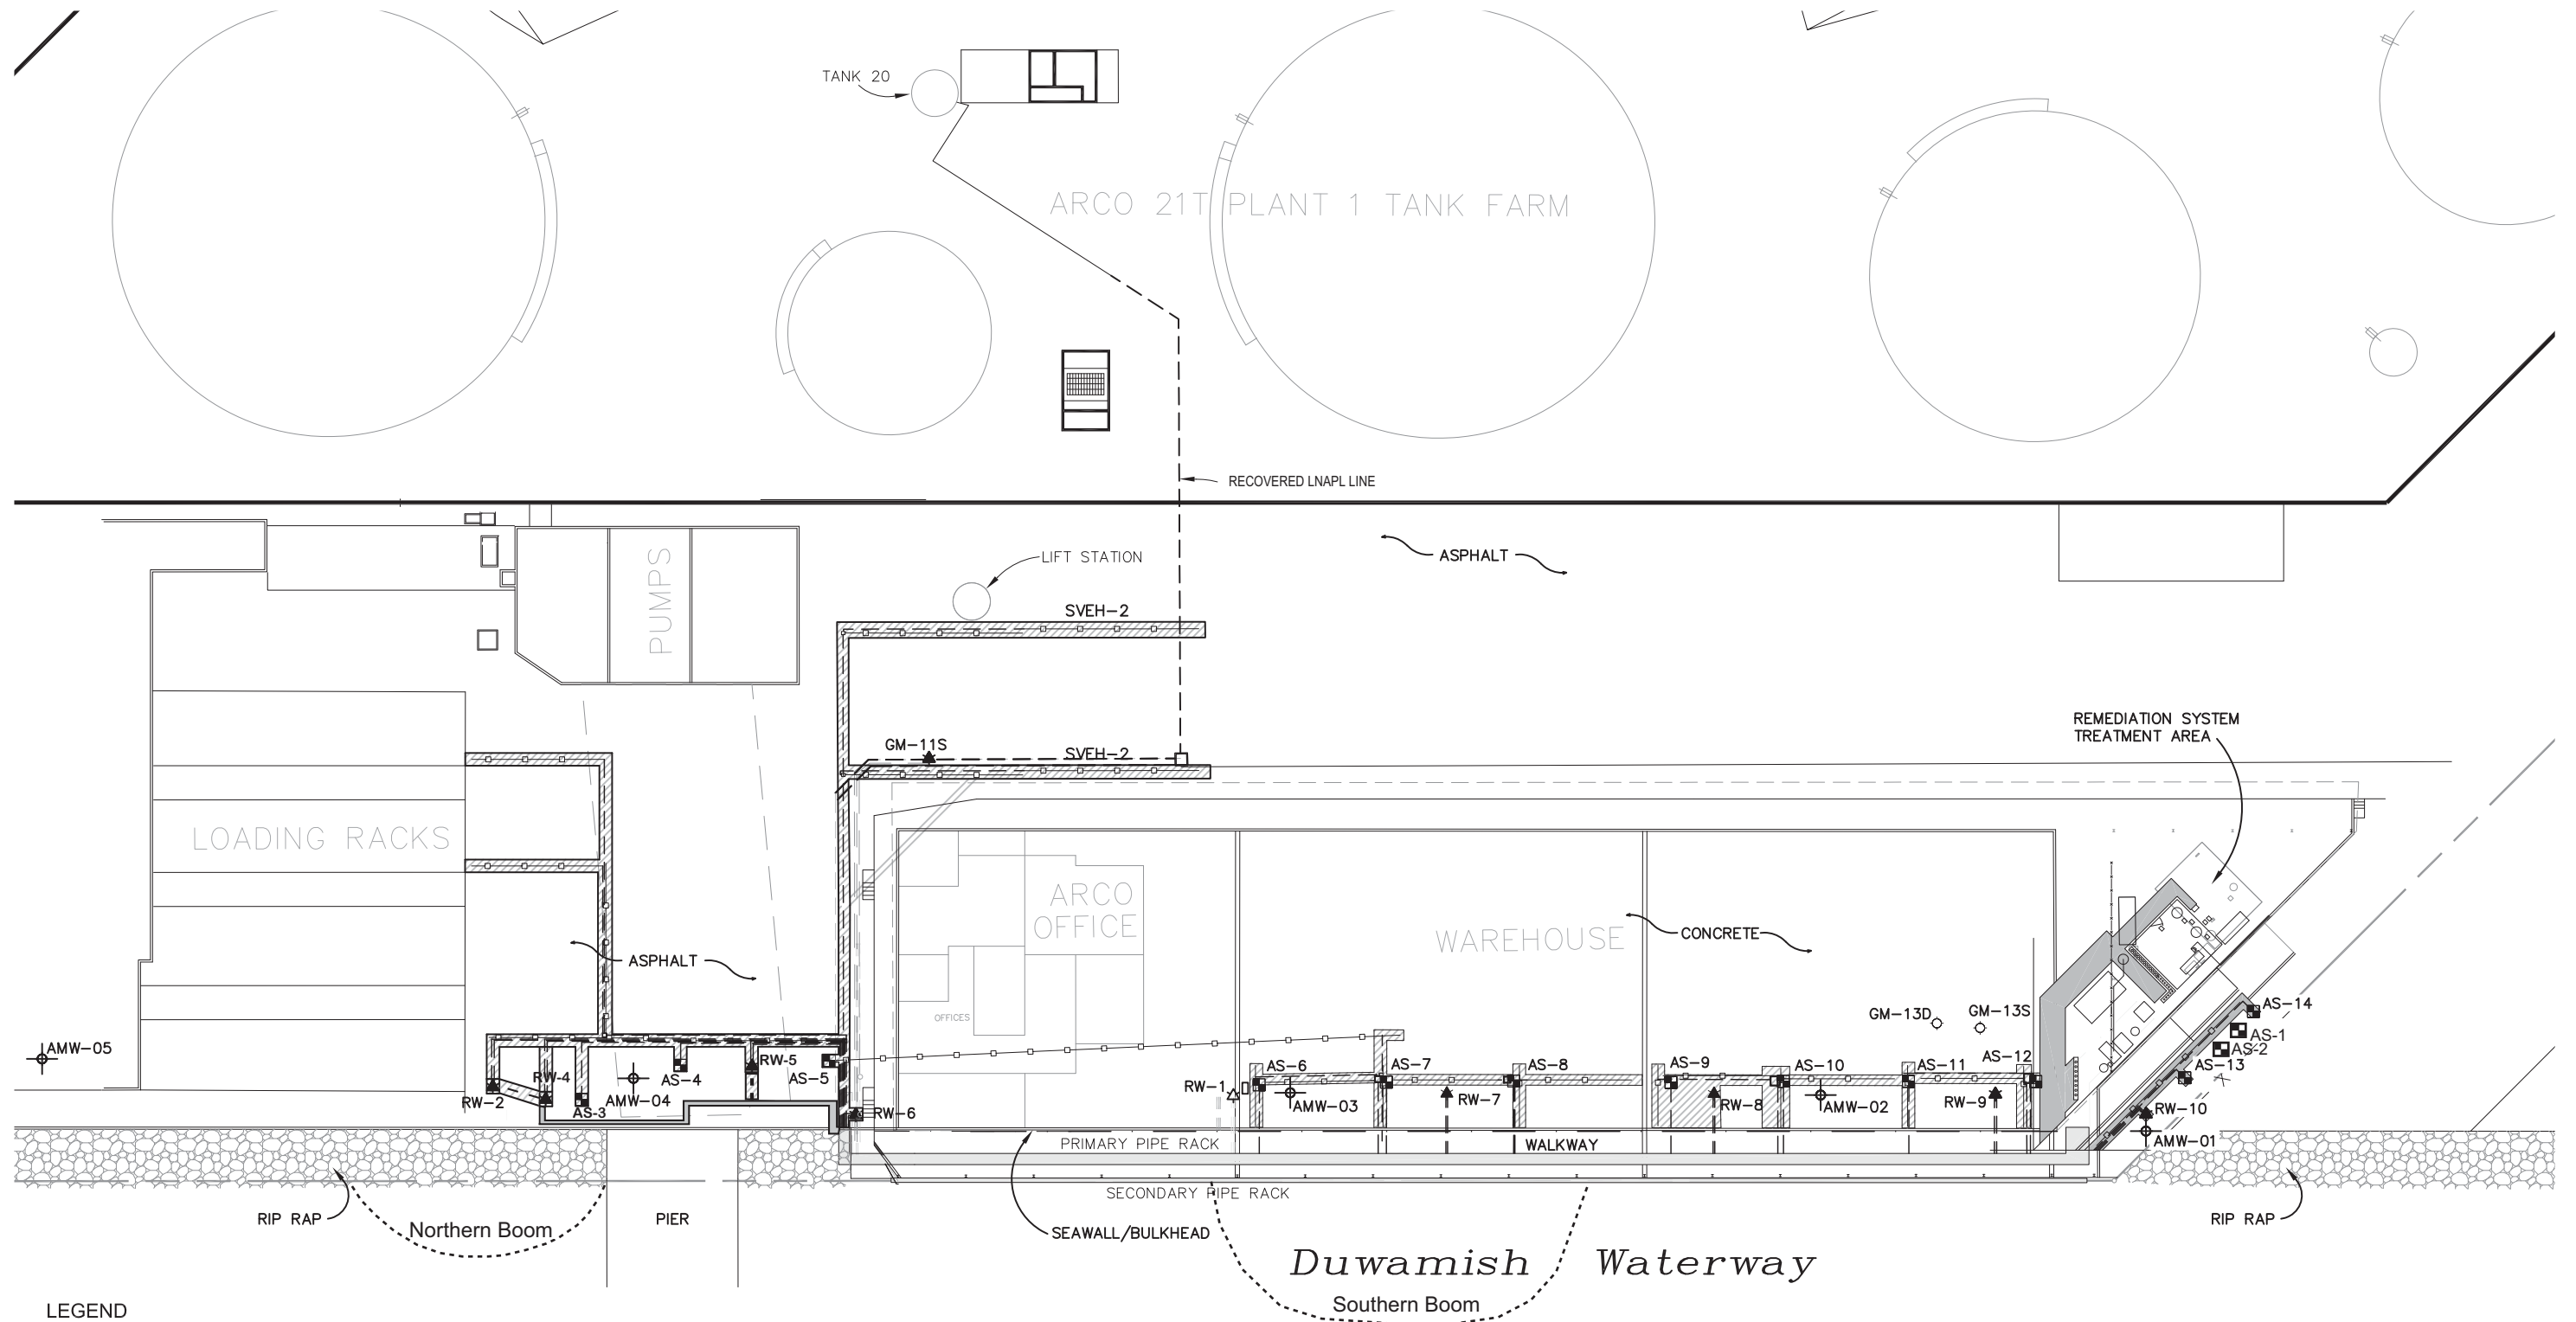 TANK 20
ARCO 21T PLANT 1 TANK FARM
RECOVERED LNAPL LINE
PUMPS
LIFT STATION
ASPHALT
SVEH-2
GM-11S
SVEH-2
REMEDIATION SYSTEM
TREATMENT AREA
LOADING RACKS
ARCO
OFFICE
WAREHOUSE
CONCRETE
ASPHALT
OFFICES
GM-13D
GM-13S
AS-14
AS-1
AS-2
AS-13
AMW-05
RW-4
RW-5
AS-4
AS-5
AS-6
AS-7
AS-8
AS-9
AS-10
AS-11
AS-12
RW-2
AS-3
AMW-04
RW-6
RW-1
AMW-03
RW-7
RW-8
AMW-02
RW-9
RW-10
AMW-01
PRIMARY PIPE RACK
WALKWAY
SECONDARY PIPE RACK
RIP RAP
Northern Boom
PIER
SEAWALL/BULKHEAD
RIP RAP
Duwamish Waterway
Southern Boom
LEGEND